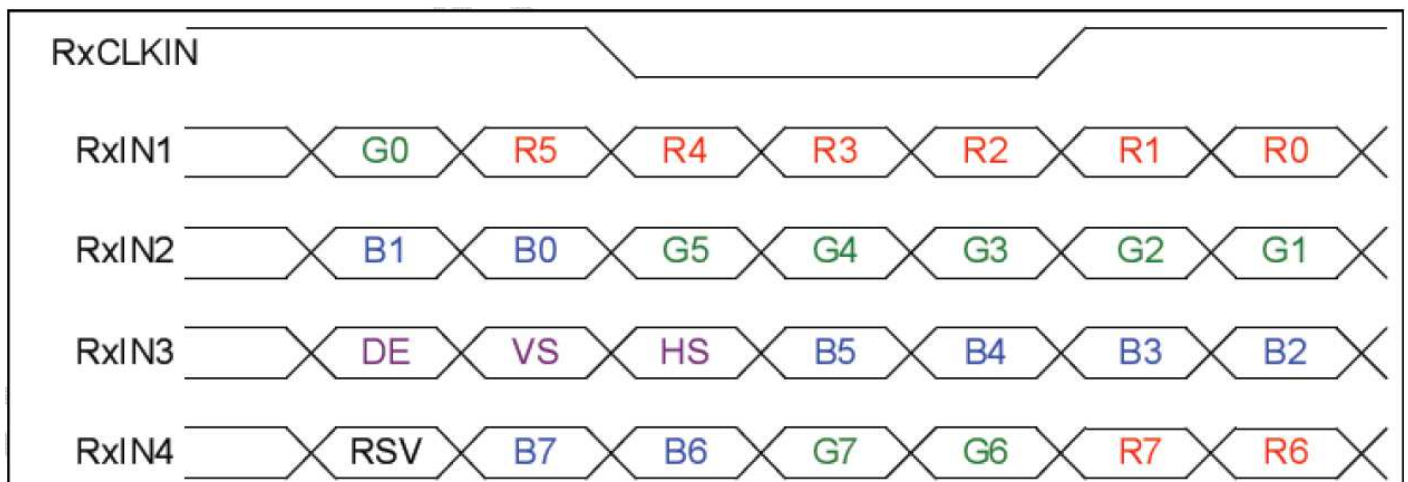 RxCLKIN
RxIN1 G0 R5 R4 R3 R2 R1 R0
RxIN2 B1 B0 G5 G4 G3 G2 G1
RxIN3 DE VS HS B5 B4 B3 B2
RxIN4 RSV B7 B6 G7 G6 R7 R6